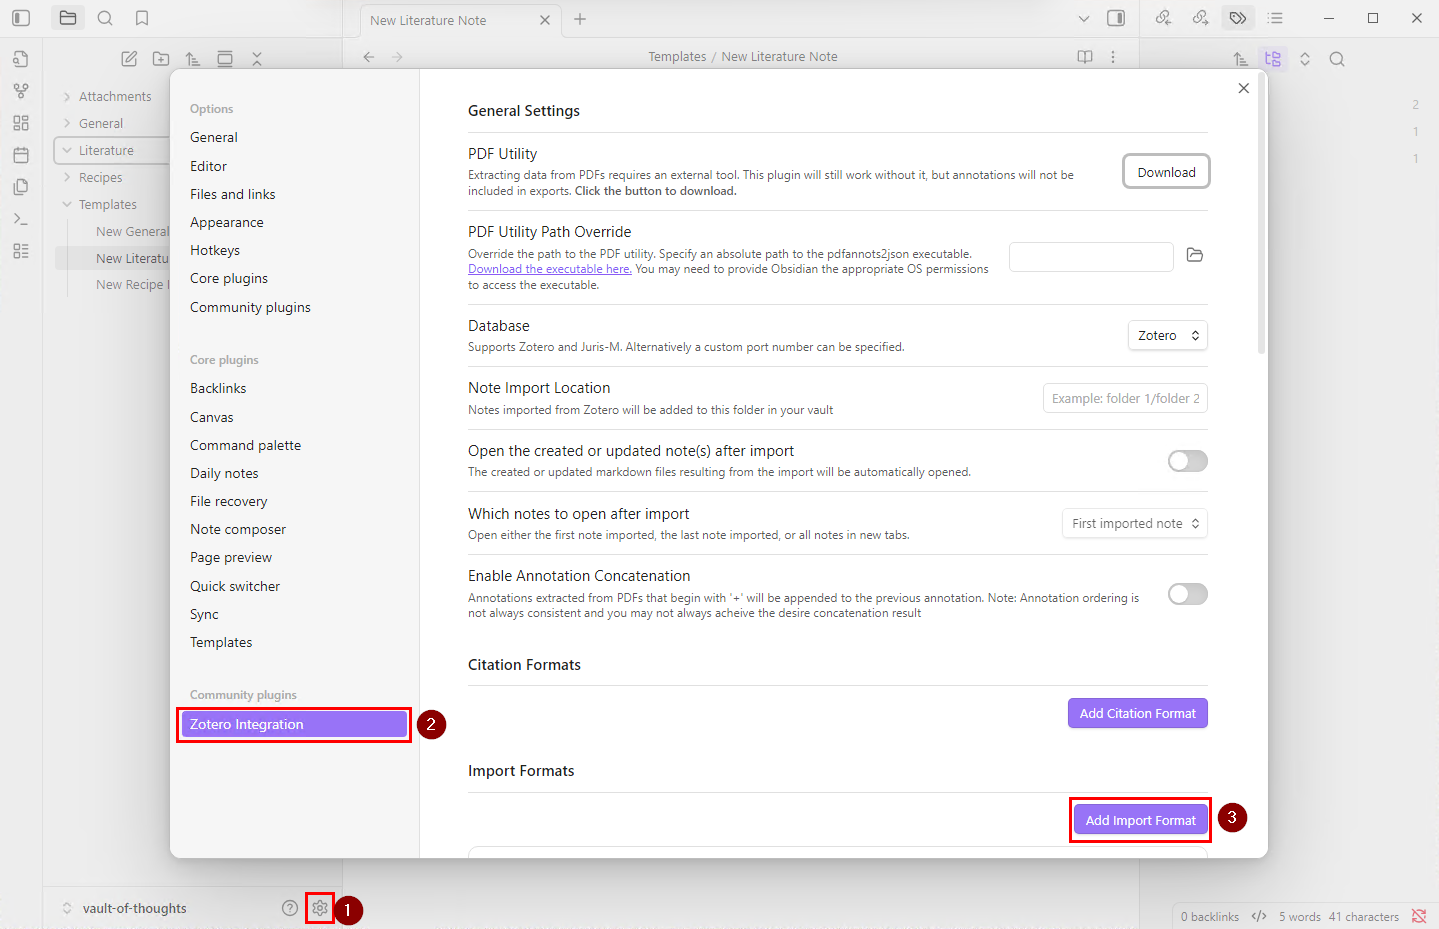 New Literature Note
Templates / New Literature Note
Attachments
General
Literature
Recipes
Templates
New General
New Literatu
New Recipe
2
1
1
Options
General
Editor
Files and links
Appearance
Hotkeys
Core plugins
Community plugins
Core plugins
Backlinks
Canvas
Command palette
Daily notes
File recovery
Note composer
Page preview
Quick switcher
Sync
Templates
Community plugins
Zotero Integration
2
General Settings
PDF Utility
Extracting data from PDFs requires an external tool. This plugin will still work without it, but annotations will not be
included in exports. Click the button to download.
Download
PDF Utility Path Override
Override the path to the PDF utility. Specify an absolute path to the pdfannots2json executable.
Download the executable here. You may need to provide Obsidian the appropriate OS permissions
to access the executable.
Database
Supports Zotero and Juris-M. Alternatively a custom port number can be specified.
Zotero
Note Import Location
Notes imported from Zotero will be added to this folder in your vault
Example: folder 1/folder 2
Open the created or updated note(s) after import
The created or updated markdown files resulting from the import will be automatically opened.
Which notes to open after import
Open either the first note imported, the last note imported, or all notes in new tabs.
First imported note
Enable Annotation Concatenation
Annotations extracted from PDFs that begin with '+' will be appended to the previous annotation. Note: Annotation ordering is
not always consistent and you may not always acheive the desire concatenation result
Citation Formats
Add Citation Format
Import Formats
Add Import Format
3
vault-of-thoughts
1
0 backlinks
5 words
41 characters